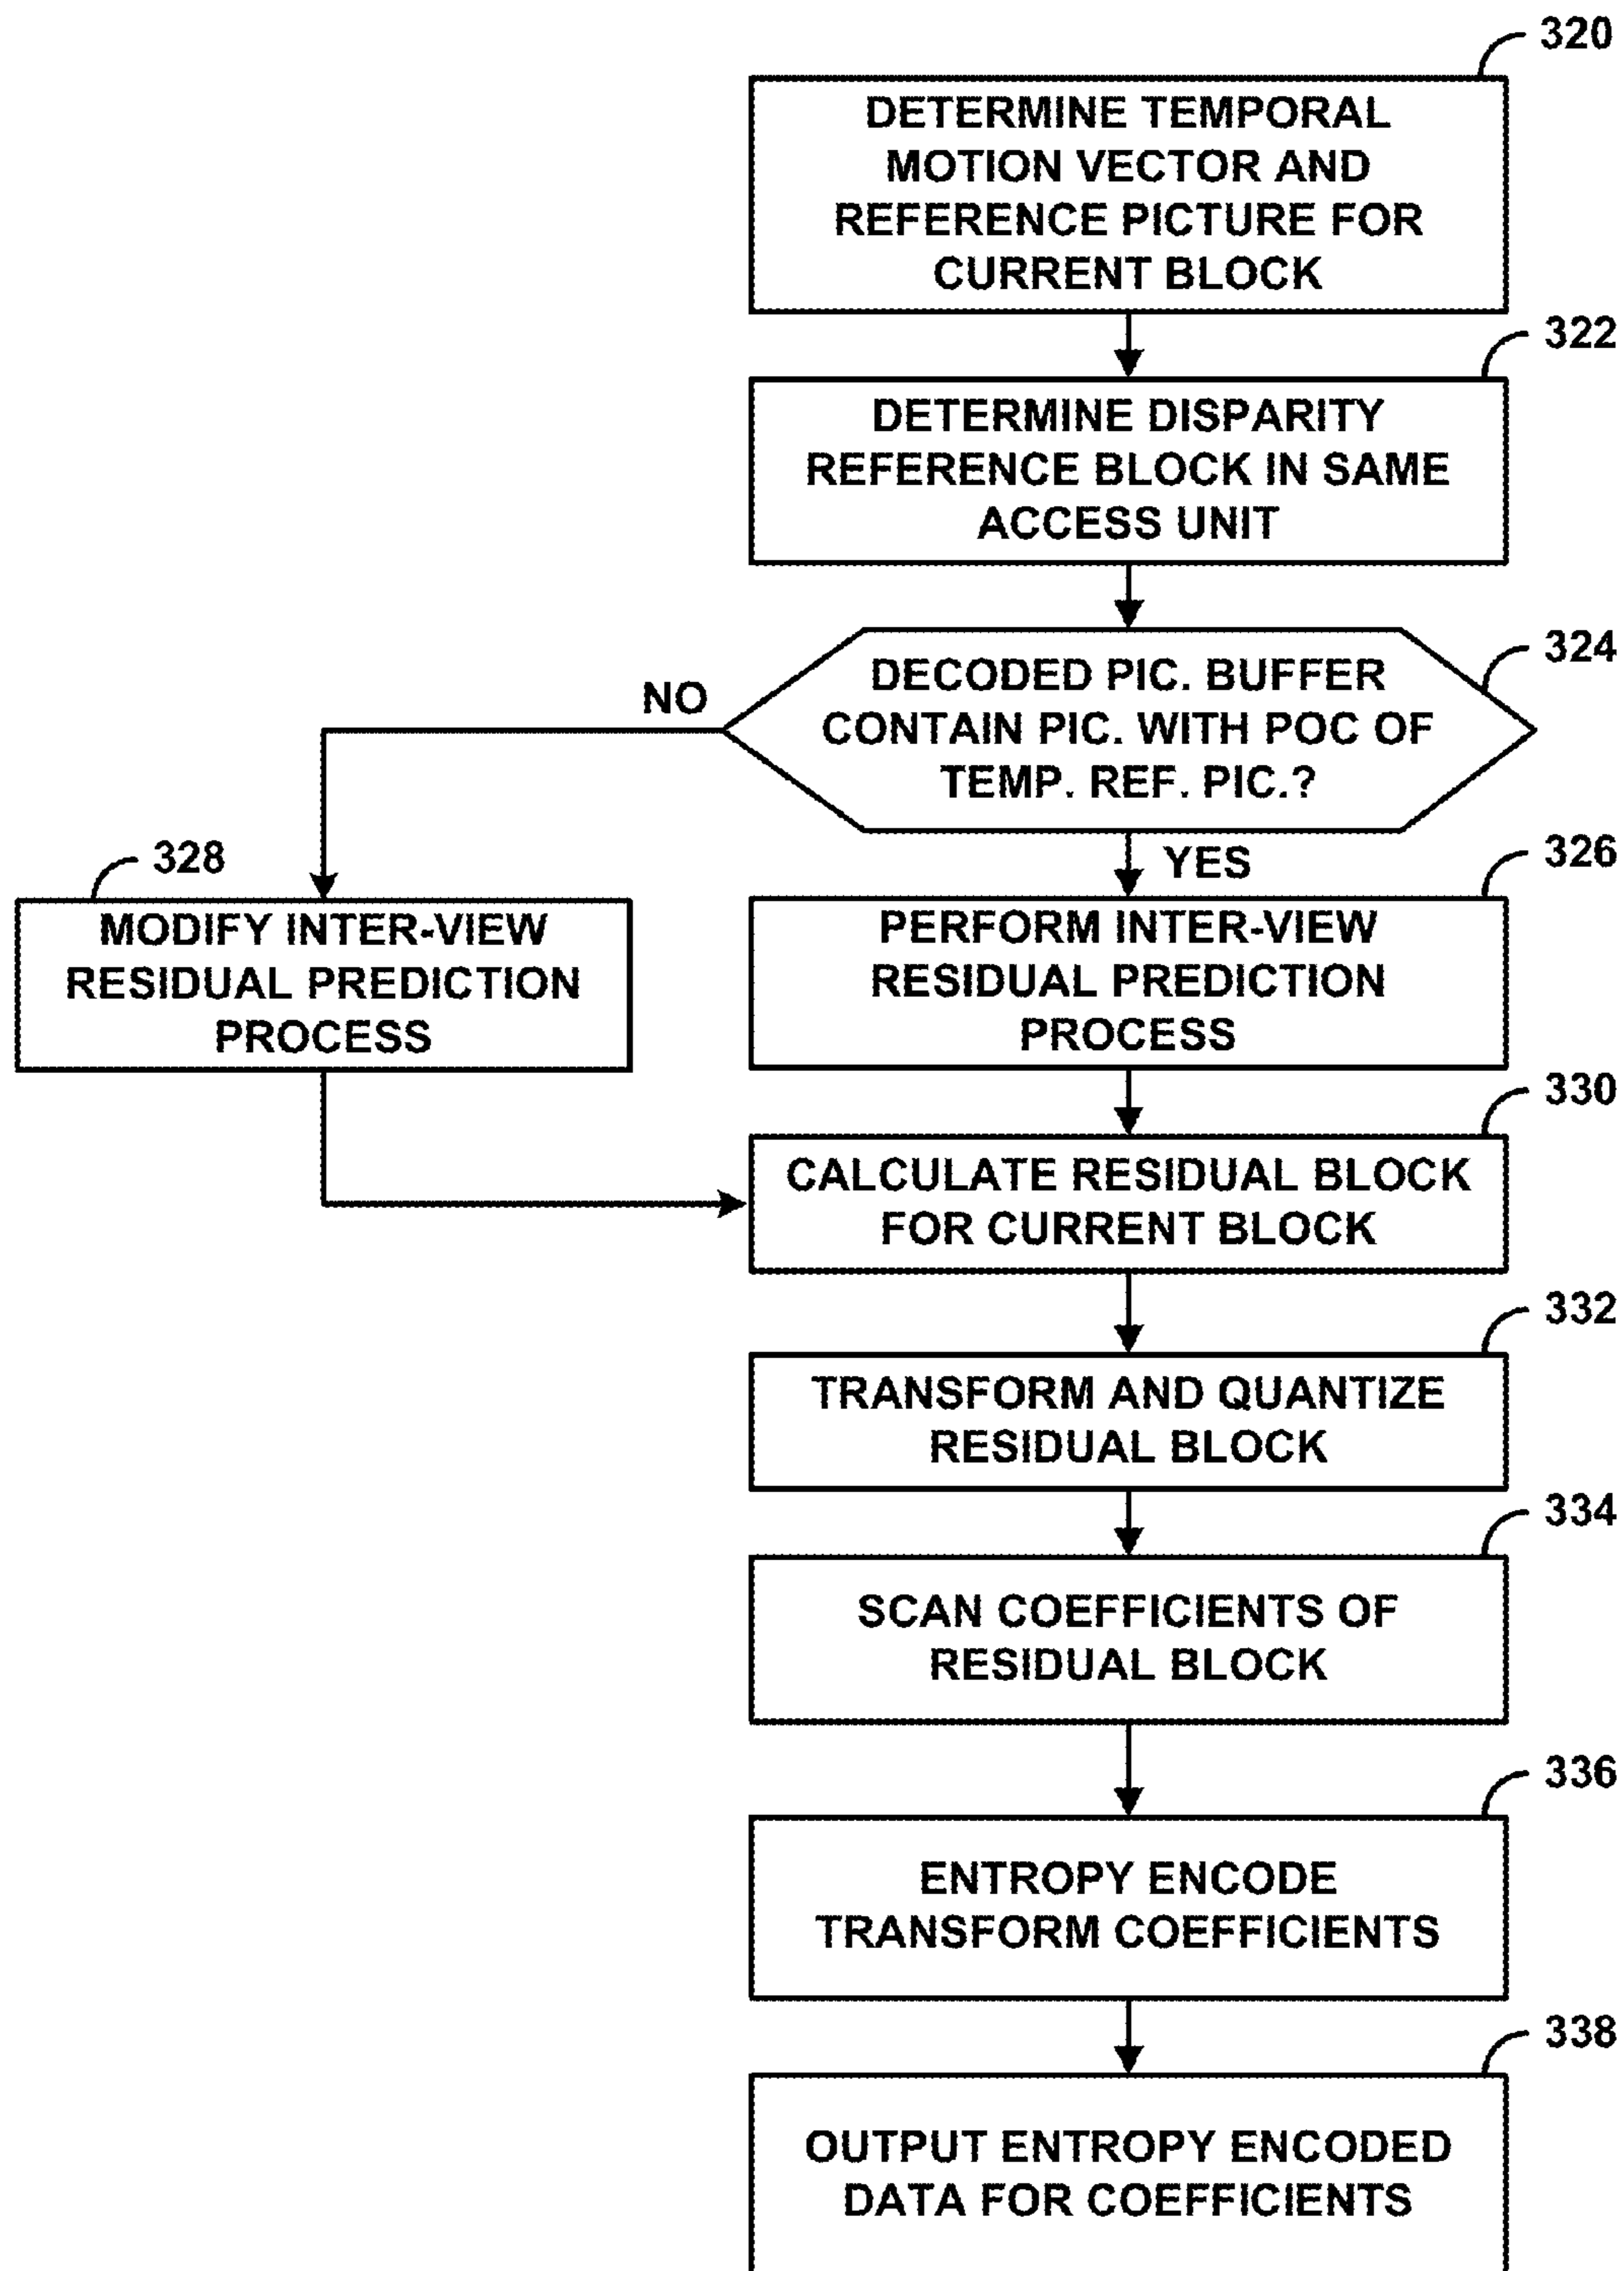 320
DETERMINE TEMPORAL
MOTION VECTOR AND
REFERENCE PICTURE FOR
CURRENT BLOCK
322
DETERMINE DISPARITY
REFERENCE BLOCK IN SAME
ACCESS UNIT
324
DECODED PIC. BUFFER
CONTAIN PIC. WITH POC OF
TEMP. REF. PIC.?
NO
YES
328
MODIFY INTER-VIEW
RESIDUAL PREDICTION
PROCESS
326
PERFORM INTER-VIEW
RESIDUAL PREDICTION
PROCESS
330
CALCULATE RESIDUAL BLOCK
FOR CURRENT BLOCK
332
TRANSFORM AND QUANTIZE
RESIDUAL BLOCK
334
SCAN COEFFICIENTS OF
RESIDUAL BLOCK
336
ENTROPY ENCODE
TRANSFORM COEFFICIENTS
338
OUTPUT ENTROPY ENCODED
DATA FOR COEFFICIENTS